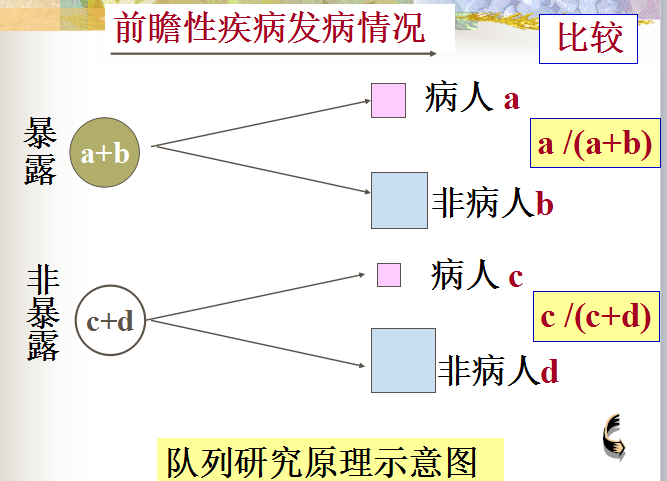 前瞻性疾病发病情况
比较
暴露
a+b
病人 a
a /(a+b)
非病人b
非暴露
c+d
病人 c
c /(c+d)
非病人d
队列研究原理示意图